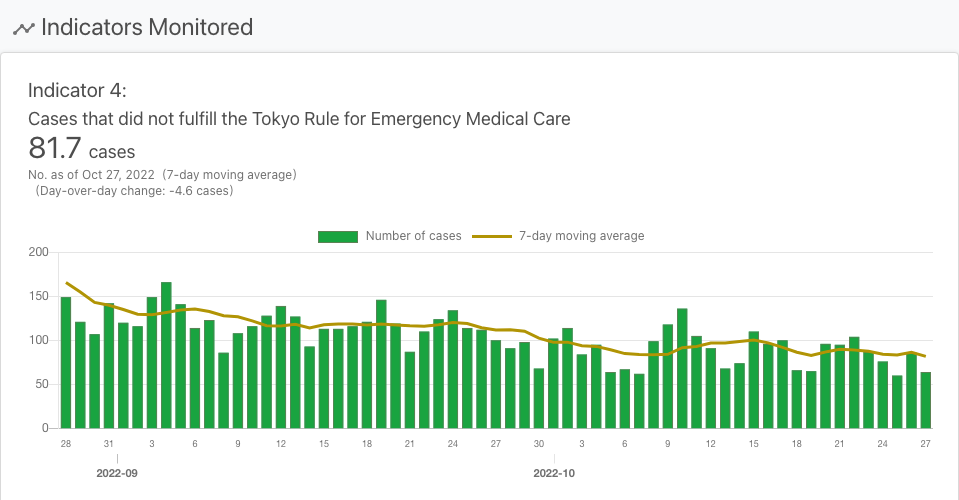 Indicators Monitored
Indicator 4:
Cases that did not fulfill the Tokyo Rule for Emergency Medical Care
81.7 cases
No. as of Oct 27, 2022 (7-day moving average)
(Day-over-day change: -4.6 cases)
Number of cases 7-day moving average
200
150
100
50
0
28 31 3 6 9 12 15 18 21 24 27 30 3 6 9 12 15 18 21 24 27
2022-09 2022-10